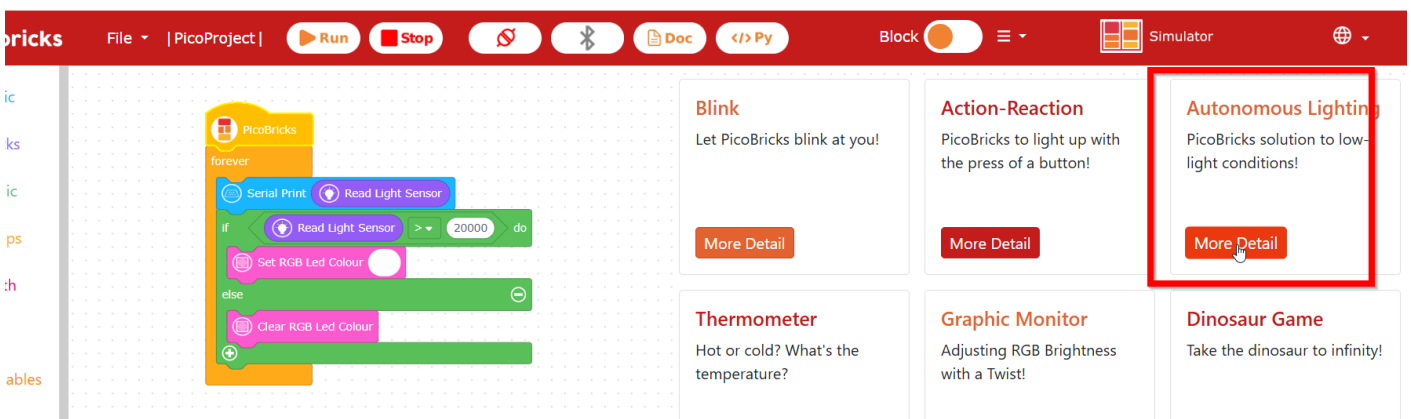 bricks
File
|PicoProject|
Run
Stop
Doc
</> Py
Block
Simulator
ic
ks
ic
ps
th
ables
PicoBricks
forever
Serial Print Read Light Sensor
if Read Light Sensor > 20000 do
Set RGB Led Colour
else
Clear RGB Led Colour
Blink
Let PicoBricks blink at you!
More Detail
Action-Reaction
PicoBricks to light up with
the press of a button!
More Detail
Autonomous Lighting
PicoBricks solution to low-
light conditions!
More Detail
Thermometer
Hot or cold? What's the
temperature?
Graphic Monitor
Adjusting RGB Brightness
with a Twist!
Dinosaur Game
Take the dinosaur to infinity!